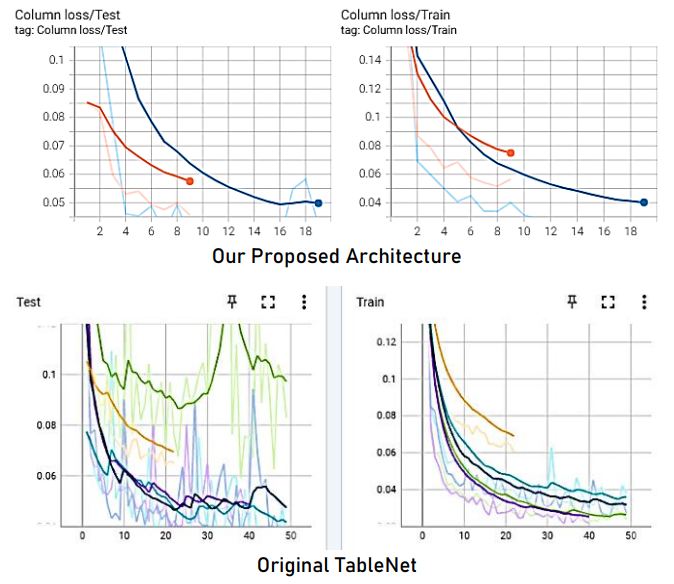 Column loss/Test
tag: Column loss/Test
0.1
0.09
0.08
0.07
0.06
0.05
2 4 6 8 10 12 14 16 18
Column loss/Train
tag: Column loss/Train
0.14
0.12
0.1
0.08
0.06
0.04
2 4 6 8 10 12 14 16 18
Our Proposed Architecture
Test
0.1
0.08
0.06
0 10 20 30 40 50
Train
0.12
0.1
0.08
0.06
0.04
0 10 20 30 40 50
Original TableNet